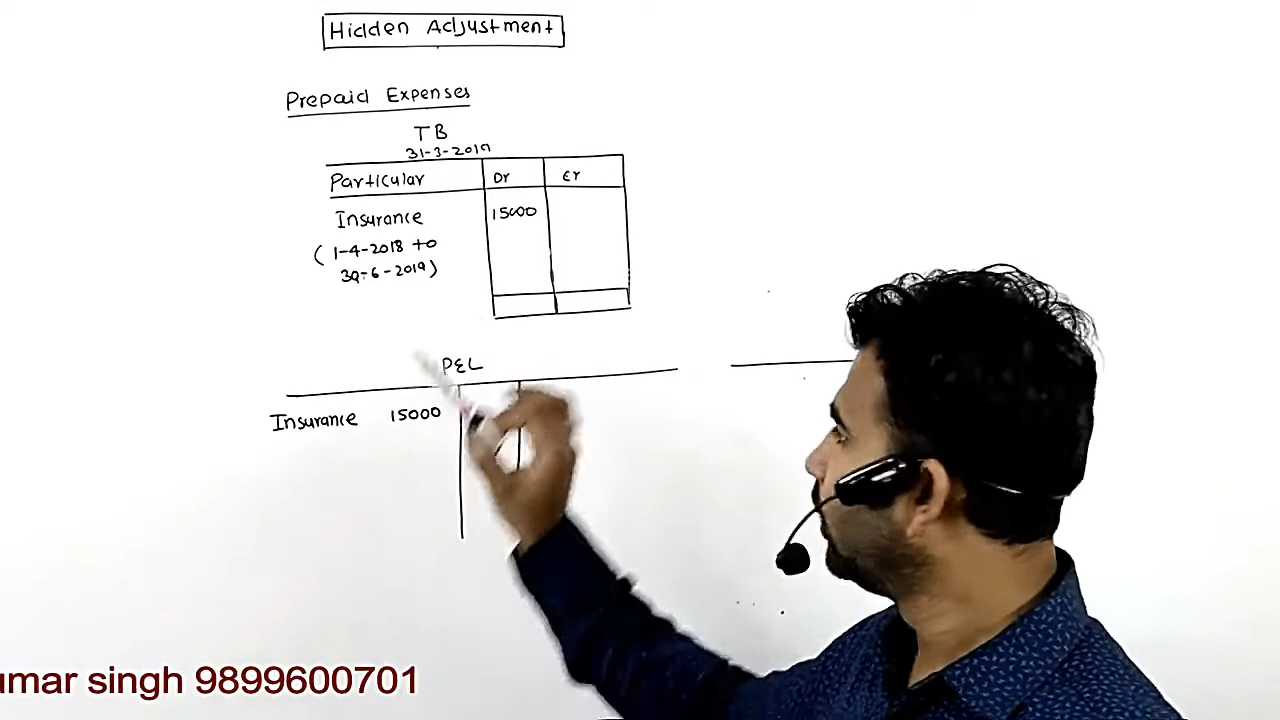 Hidden Adjustment
Prepaid Expenses
TB
31-3-2019
Particular Dr Cr
Insurance 15000
(1-4-2018 to
30-6-2019)
P&L
Insurance 15000
umar singh 9899600701